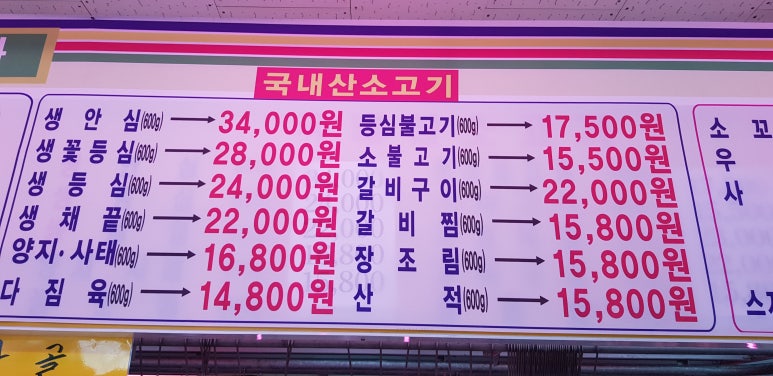 국내산소고기
생 안 심(600g) → 34,000원
생꽃등심(600g) → 28,000원
생 등 심(600g) → 24,000원
생 채 끝(600g) → 22,000원
양지·사태(600g) → 16,800원
다 짐 육(600g) → 14,800원
등심불고기(600g) → 17,500원
소불고기(600g) → 15,500원
갈비구이(600g) → 22,000원
갈 비 찜(600g) → 15,800원
장 조 림(600g) → 15,800원
산 적(600g) → 15,800원
소 꼬
우
사
골